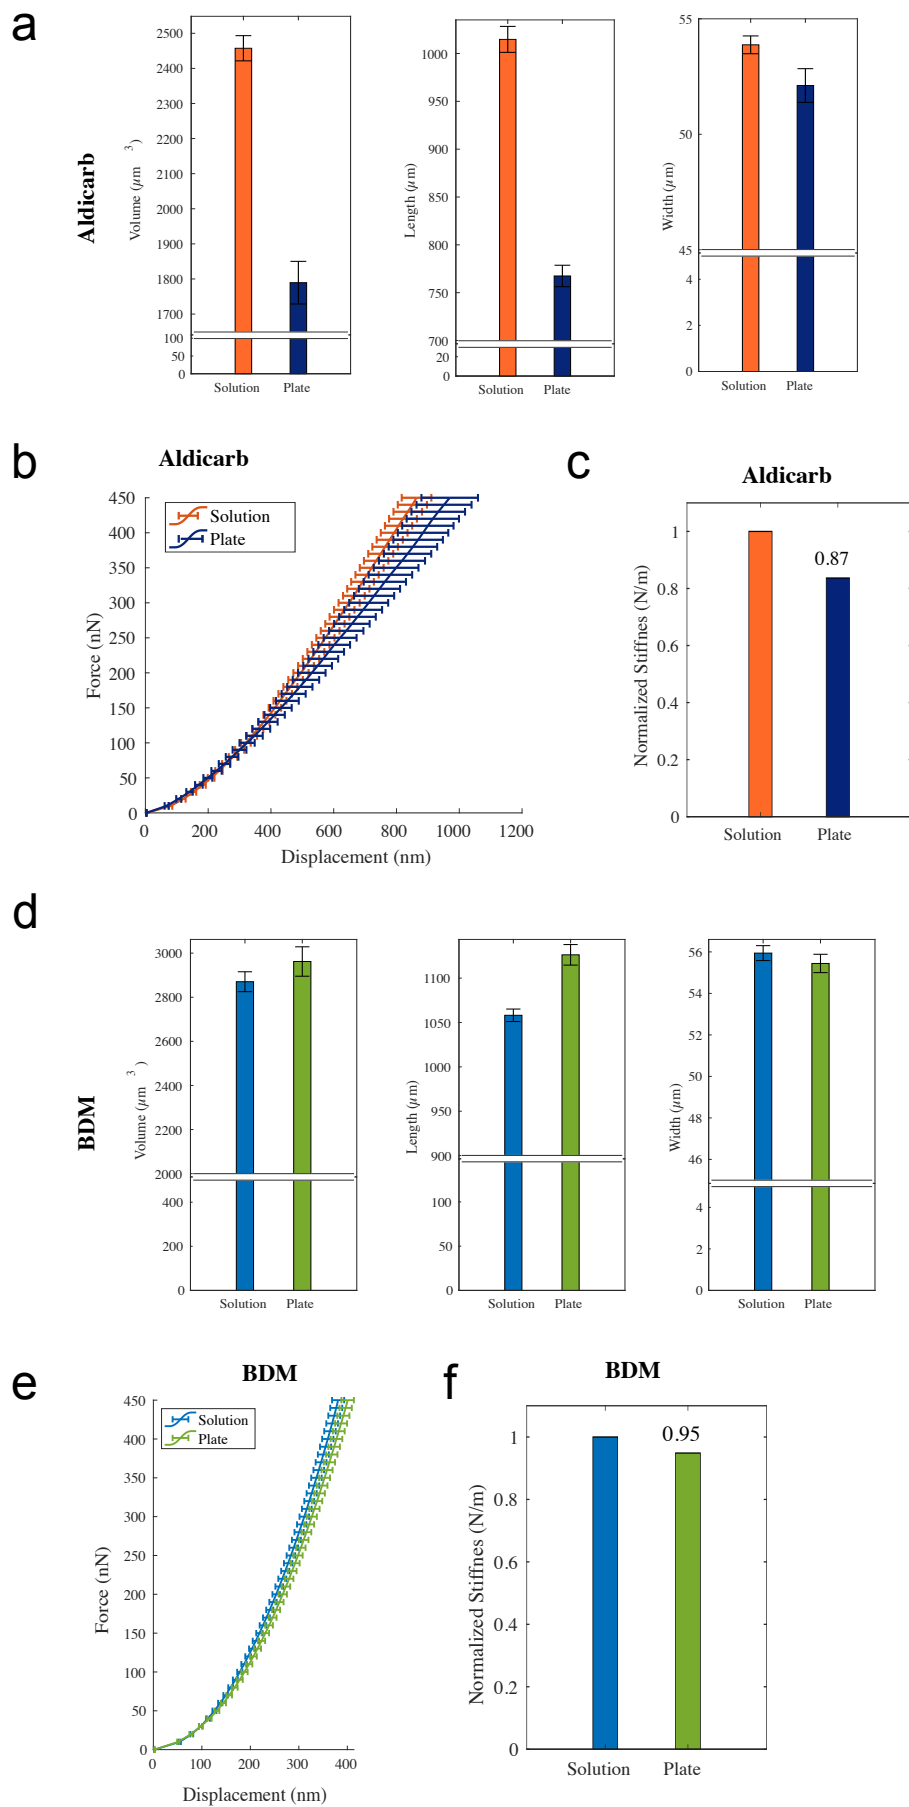 a
Aldicarb
Volume (μm 3)
2500
2400
2300
2200
2100
2000
1900
1800
1700
100
50
0
Solution Plate
Length (μm)
1000
950
900
850
800
750
700
20
0
Solution Plate
Width (μm)
55
50
45
4
2
0
Solution Plate
b
Aldicarb
Solution
Plate
Force (nN)
450
400
350
300
250
200
150
100
50
0
0 200 400 600 800 1000 1200
Displacement (nm)
c
Aldicarb
Normalized Stiffnes (N/m)
1
0.8
0.6
0.4
0.2
0
0.87
Solution Plate
d
BDM
Volume (μm 3)
3000
2800
2600
2400
2200
2000
400
200
0
Solution Plate
Length (μm)
1100
1050
1000
950
900
100
50
0
Solution Plate
Width (μm)
56
54
52
50
48
46
4
2
0
Solution Plate
e
BDM
Solution
Plate
Force (nN)
450
400
350
300
250
200
150
100
50
0
0 100 200 300 400
Displacement (nm)
f
BDM
Normalized Stiffnes (N/m)
1
0.8
0.6
0.4
0.2
0
0.95
Solution Plate